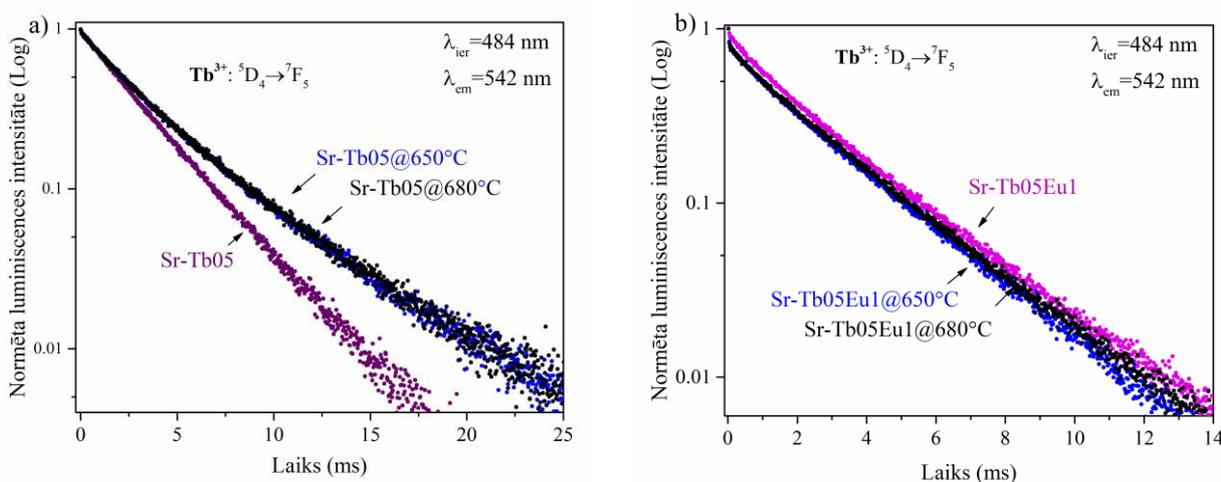 a)
λier=484 nm
λem=542 nm
Tb³⁺: ⁵D₄→⁷F₅
Sr-Tb05@650°C
Sr-Tb05@680°C
Sr-Tb05
Normēta luminiscences intensitāte (Log)
1
0.1
0.01
0 5 10 15 20 25
Laiks (ms)
b)
λier=484 nm
λem=542 nm
Tb³⁺: ⁵D₄→⁷F₅
Sr-Tb05Eu1
Sr-Tb05Eu1@650°C
Sr-Tb05Eu1@680°C
Normēta luminiscences intensitāte (Log)
1
0.1
0.01
0 2 4 6 8 10 12 14
Laiks (ms)